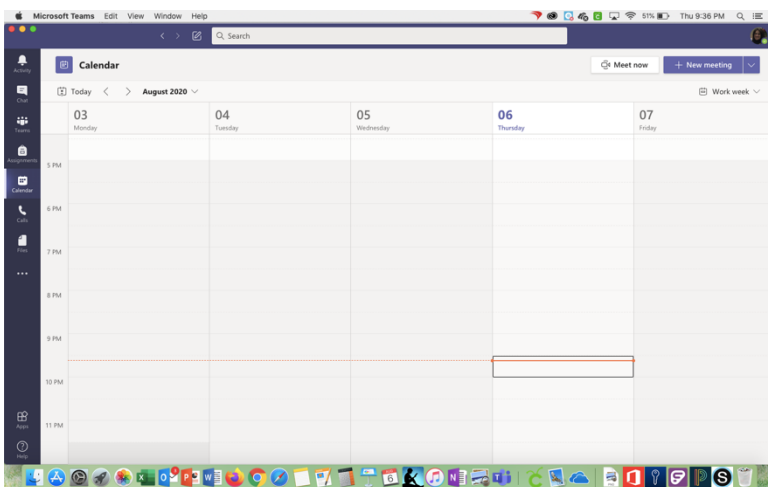 Microsoft Teams Edit View Window Help 51% Thu 9:36 PM
Search
Activity
Calendar Meet now + New meeting
Chat
Today August 2020 Work week
Teams
03 04 05 06 07
Monday Tuesday Wednesday Thursday Friday
Assignments
5 PM
Calendar
6 PM
Calls
7 PM
Files
8 PM
9 PM
10 PM
11 PM
Apps
Help